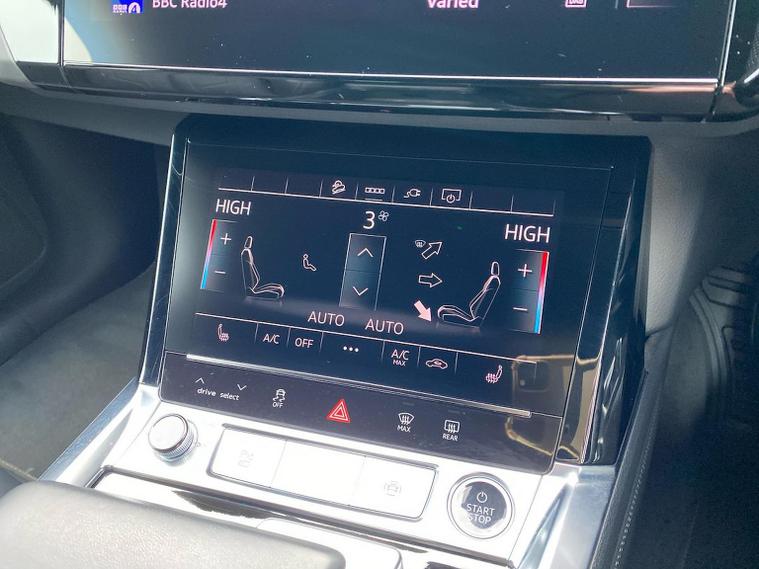 BBC Radio4
Varied
HIGH
3
HIGH
AUTO AUTO
A/C OFF
A/C MAX
drive select
OFF
MAX
REAR
START STOP